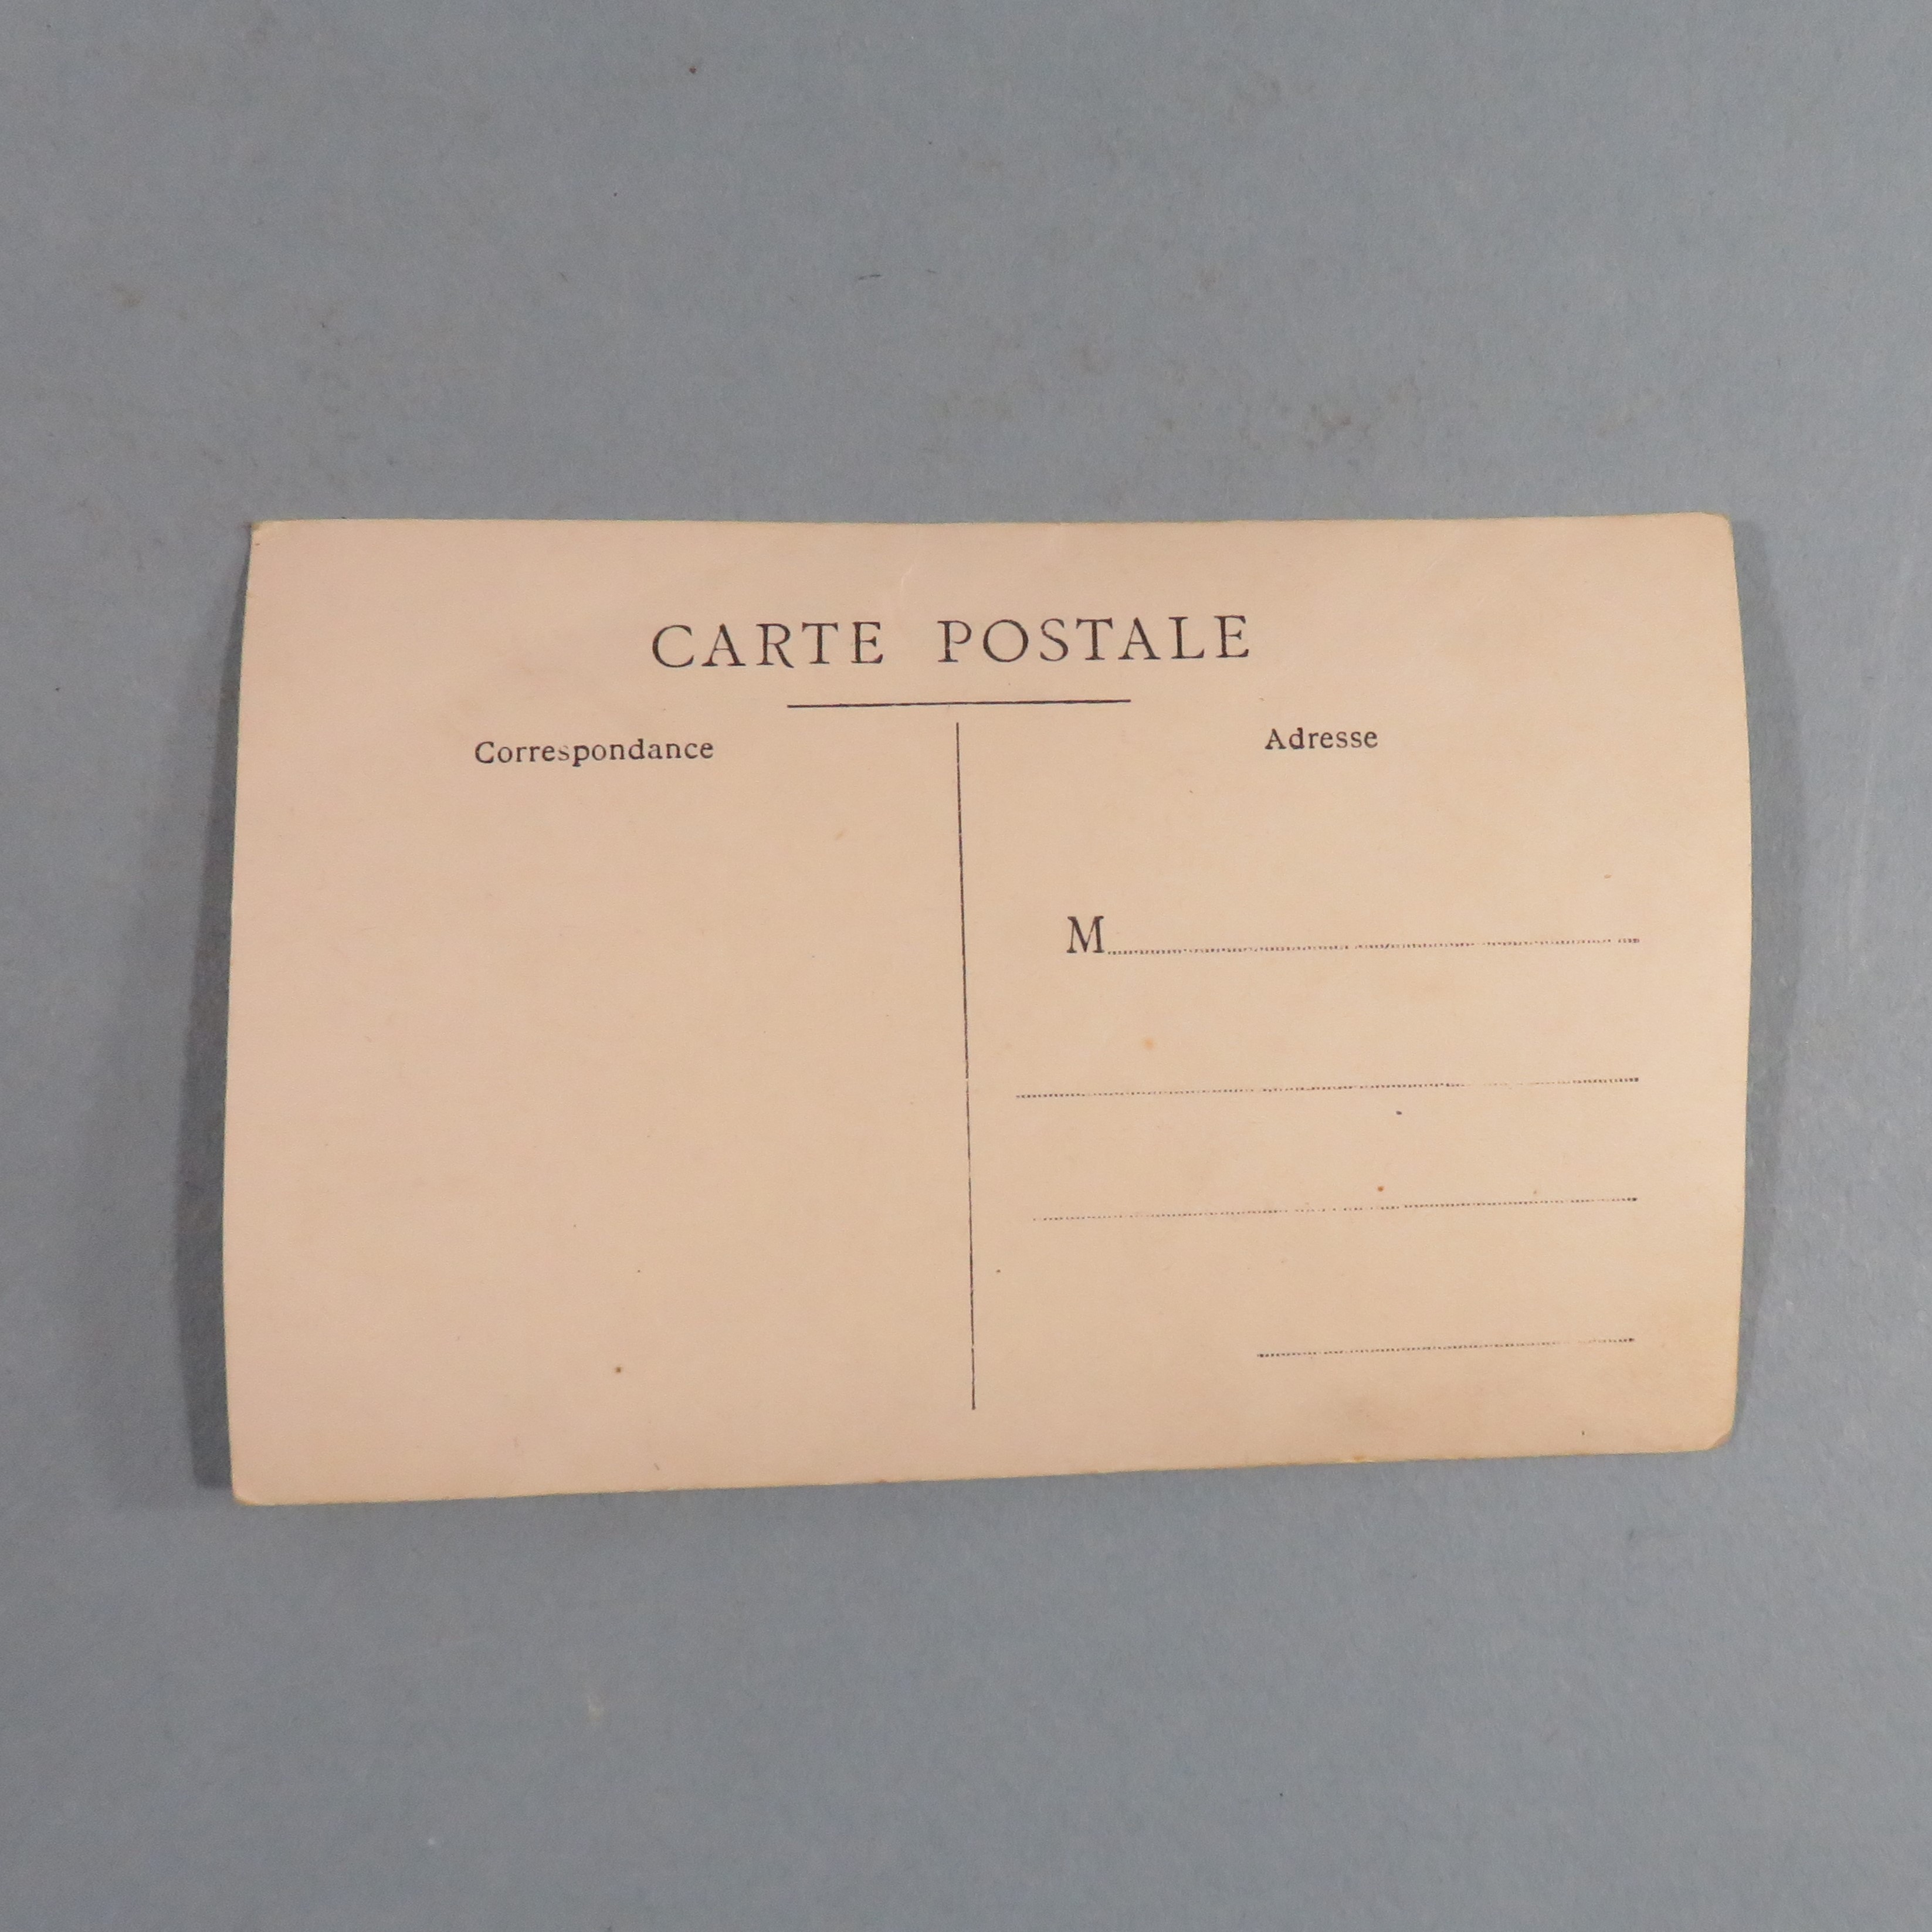 CARTE POSTALE
Correspondance
Adresse
M